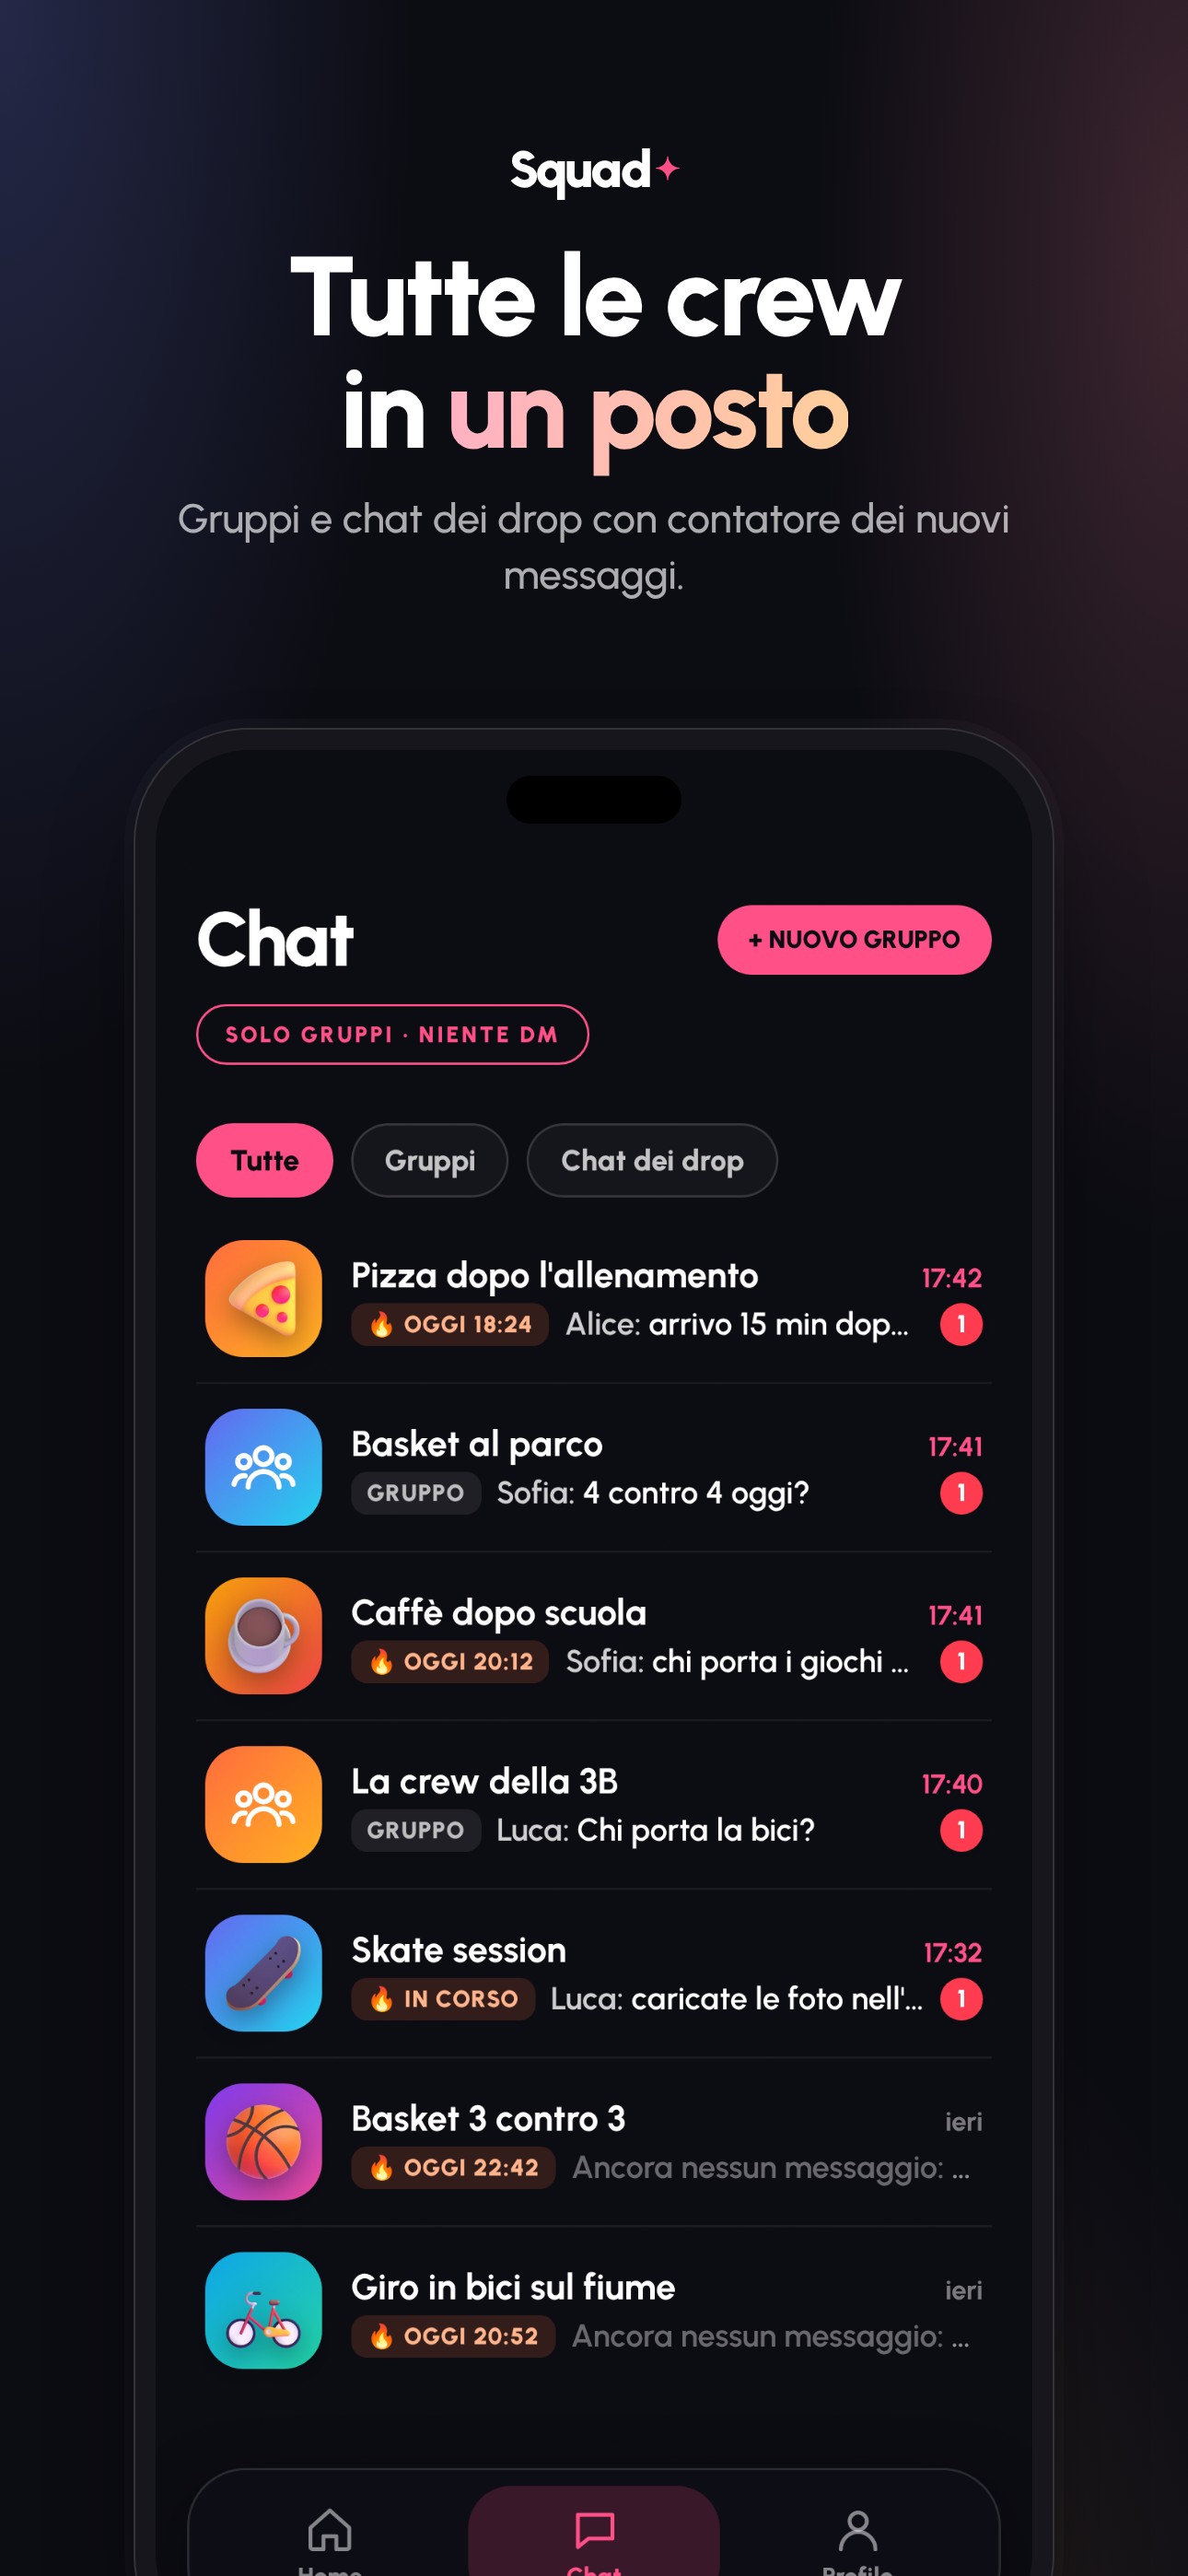 Squad
Tutte le crew
in un posto
Gruppi e chat dei drop con contatore dei nuovi
messaggi.
Chat
+ NUOVO GRUPPO
SOLO GRUPPI · NIENTE DM
Tutte
Gruppi
Chat dei drop
Pizza dopo l'allenamento
17:42
🔥 OGGI 18:24
Alice: arrivo 15 min dop...
1
Basket al parco
17:41
GRUPPO
Sofia: 4 contro 4 oggi?
1
Caffè dopo scuola
17:41
🔥 OGGI 20:12
Sofia: chi porta i giochi ...
1
La crew della 3B
17:40
GRUPPO
Luca: Chi porta la bici?
1
Skate session
17:32
🔥 IN CORSO
Luca: caricate le foto nell'...
1
Basket 3 contro 3
ieri
🔥 OGGI 22:42
Ancora nessun messaggio: ...
Giro in bici sul fiume
ieri
🔥 OGGI 20:52
Ancora nessun messaggio: ...
Home
Chat
Profilo